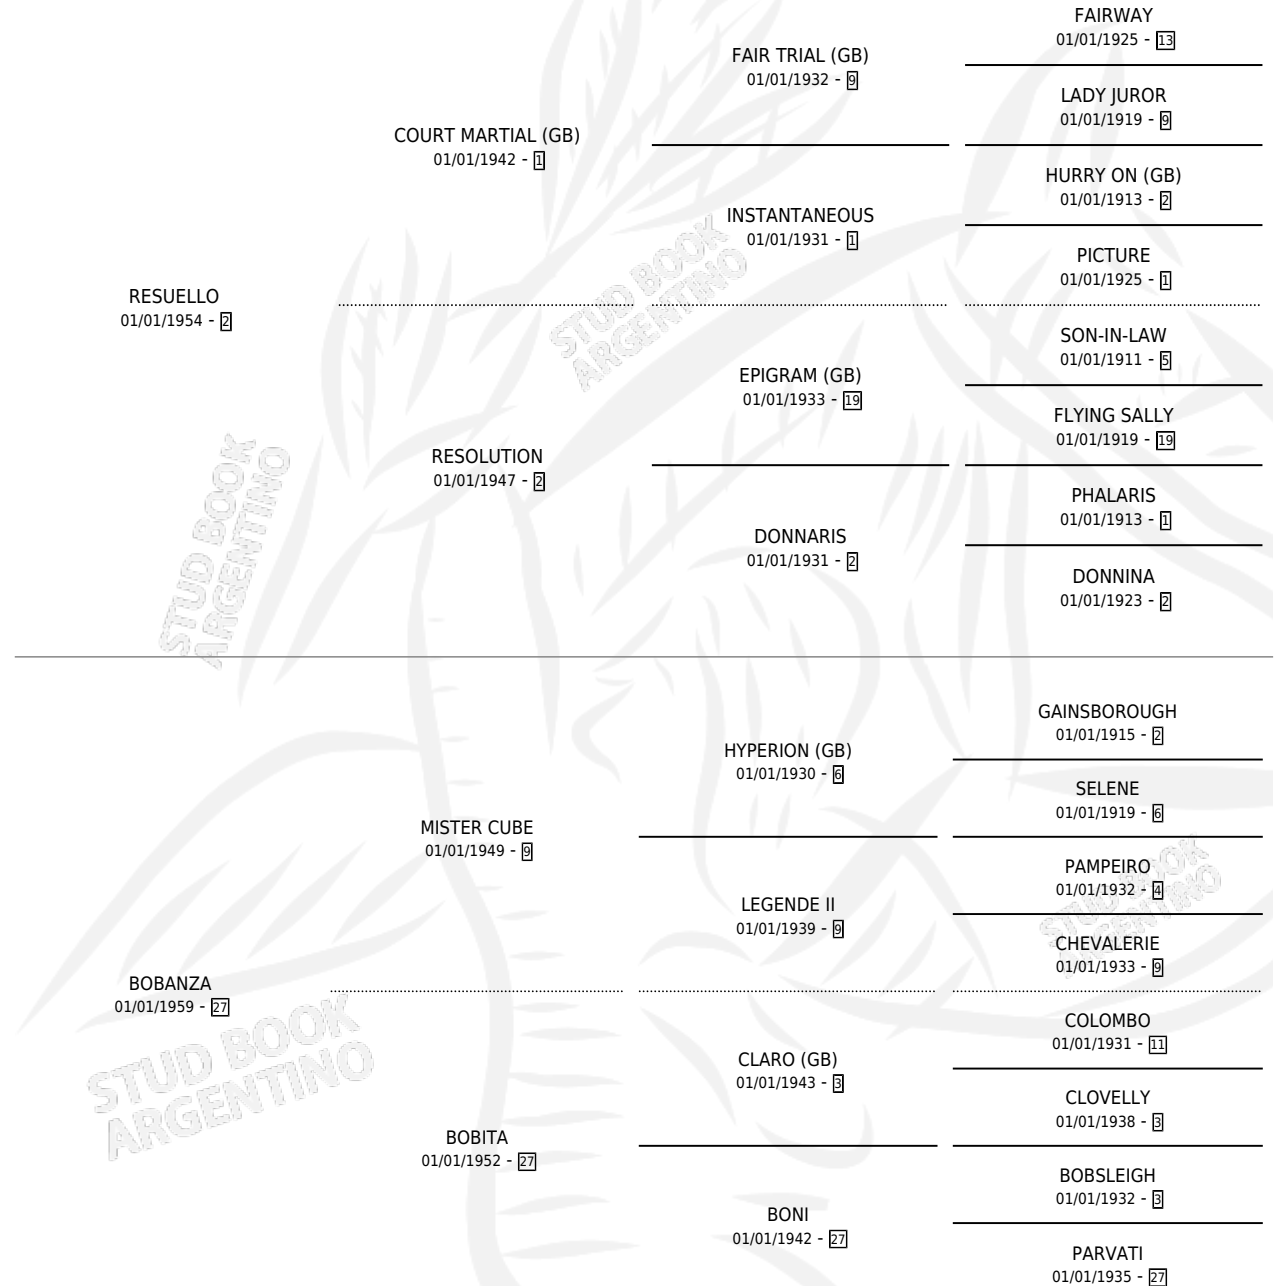 FAIRWAY
01/01/1925 - 13
FAIR TRIAL (GB)
01/01/1932 - 9
LADY JUROR
01/01/1919 - 9
COURT MARTIAL (GB)
01/01/1942 - 1
HURRY ON (GB)
01/01/1913 - 2
INSTANTANEOUS
01/01/1931 - 1
PICTURE
01/01/1925 - 1
RESUELLO
01/01/1954 - 2
SON-IN-LAW
01/01/1911 - 5
EPIGRAM (GB)
01/01/1933 - 19
FLYING SALLY
01/01/1919 - 19
RESOLUTION
01/01/1947 - 2
PHALARIS
01/01/1913 - 1
DONNARIS
01/01/1931 - 2
DONNINA
01/01/1923 - 2
GAINSBOROUGH
01/01/1915 - 2
HYPERION (GB)
01/01/1930 - 6
SELENE
01/01/1919 - 6
MISTER CUBE
01/01/1949 - 9
PAMPEIRO
01/01/1932 - 4
LEGENDE II
01/01/1939 - 9
CHEVALERIE
01/01/1933 - 9
BOBANZA
01/01/1959 - 27
COLOMBO
01/01/1931 - 11
CLARO (GB)
01/01/1943 - 3
CLOVELLY
01/01/1938 - 3
BOBITA
01/01/1952 - 27
BOBSLEIGH
01/01/1932 - 3
BONI
01/01/1942 - 27
PARVATI
01/01/1935 - 27
STUD BOOK
ARGENTINO
STUD BOOK
ARGENTINO
STUD BOOK
ARGENTINO
STUD BOOK
ARGENTINO